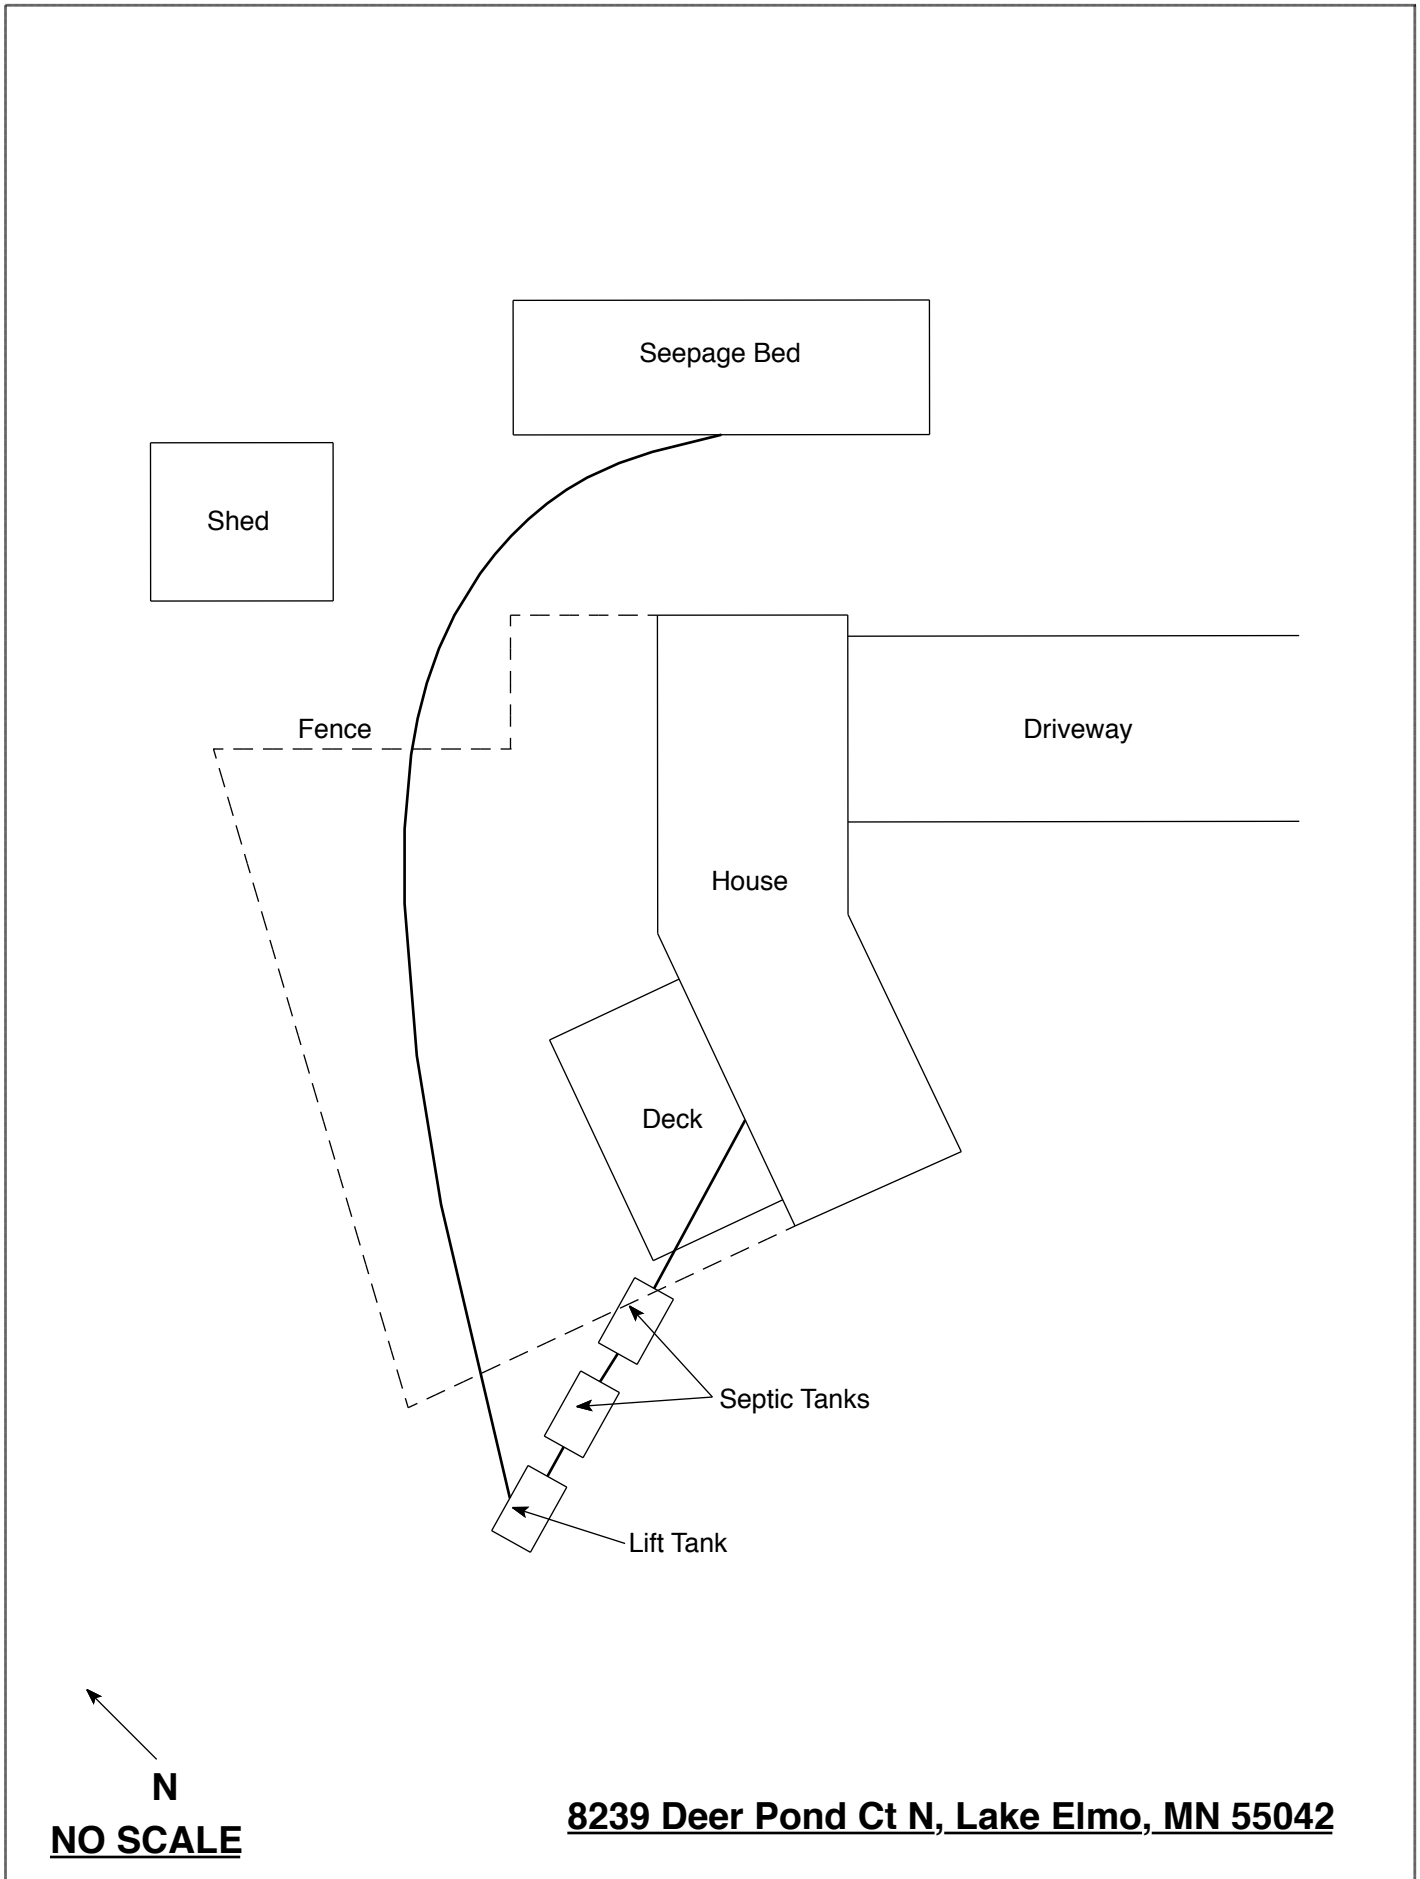 Seepage Bed
Shed
Fence
Driveway
House
Deck
Septic Tanks
Lift Tank
N
NO SCALE
8239 Deer Pond Ct N, Lake Elmo, MN 55042